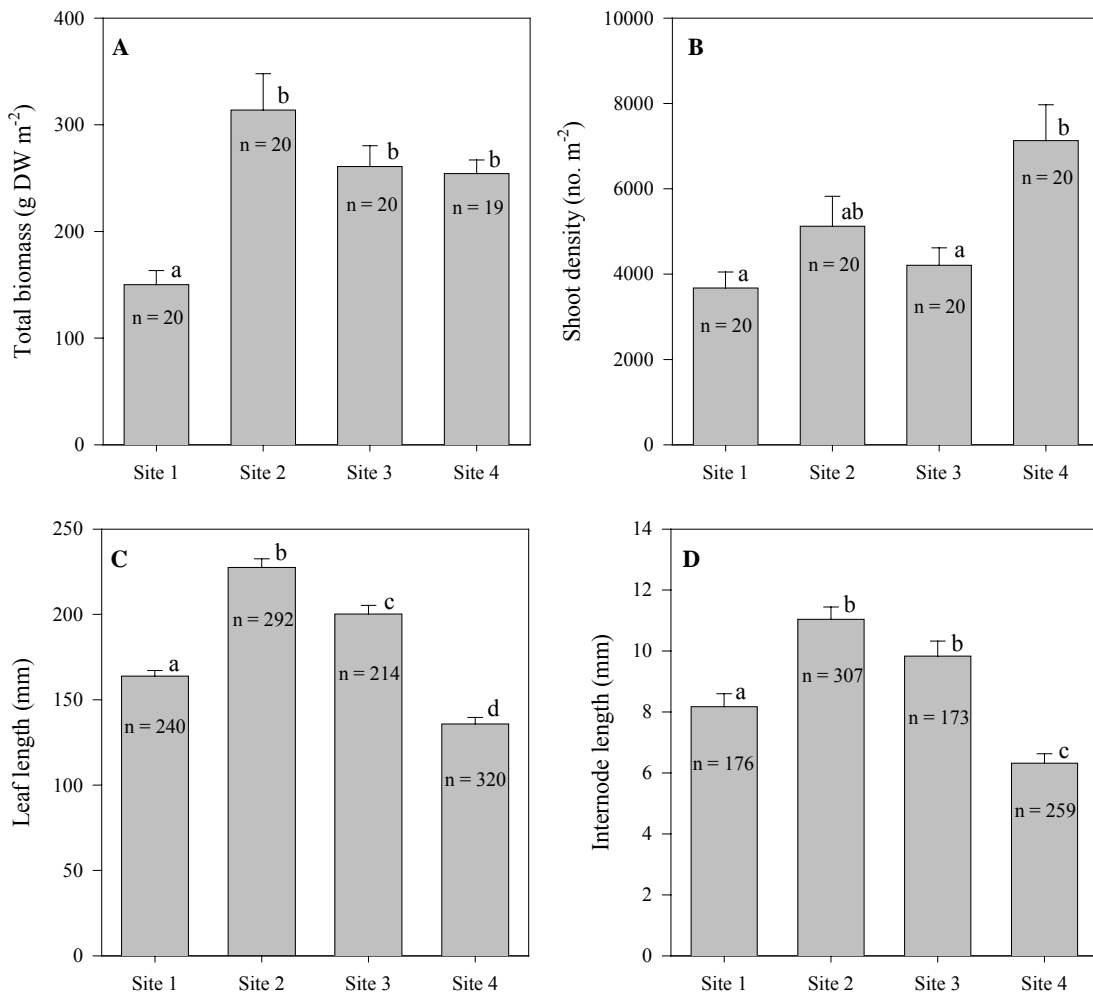 A
Total biomass (g DW m⁻²)
400
300
200
100
0
a
b
b
b
n = 20
n = 20
n = 20
n = 19
Site 1 Site 2 Site 3 Site 4
B
Shoot density (no. m⁻²)
10000
8000
6000
4000
2000
0
a
ab
a
b
n = 20
n = 20
n = 20
n = 20
Site 1 Site 2 Site 3 Site 4
C
Leaf length (mm)
250
200
150
100
50
0
a
b
c
d
n = 240
n = 292
n = 214
n = 320
Site 1 Site 2 Site 3 Site 4
D
Internode length (mm)
14
12
10
8
6
4
2
0
a
b
b
c
n = 176
n = 307
n = 173
n = 259
Site 1 Site 2 Site 3 Site 4